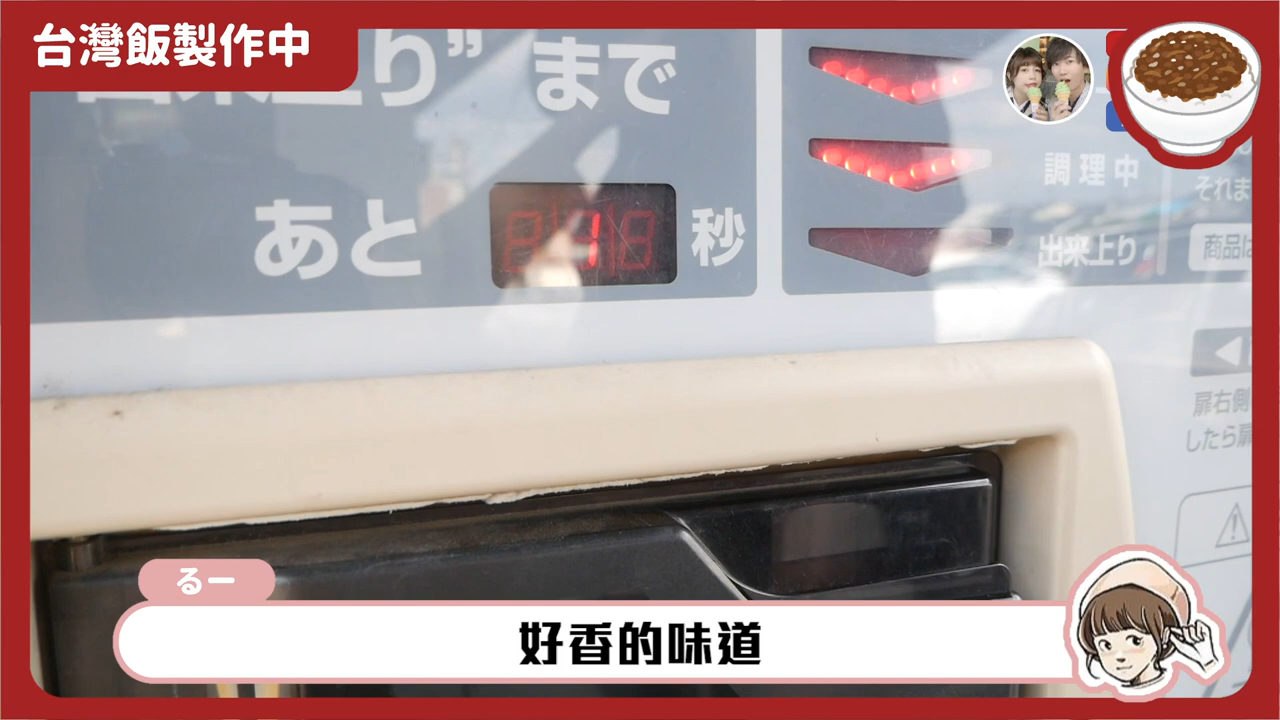 台灣飯製作中
上り” まで
あと 秒
調理中
出来上り
それま
商品は
扉右側
したら扉
るー
好香的味道